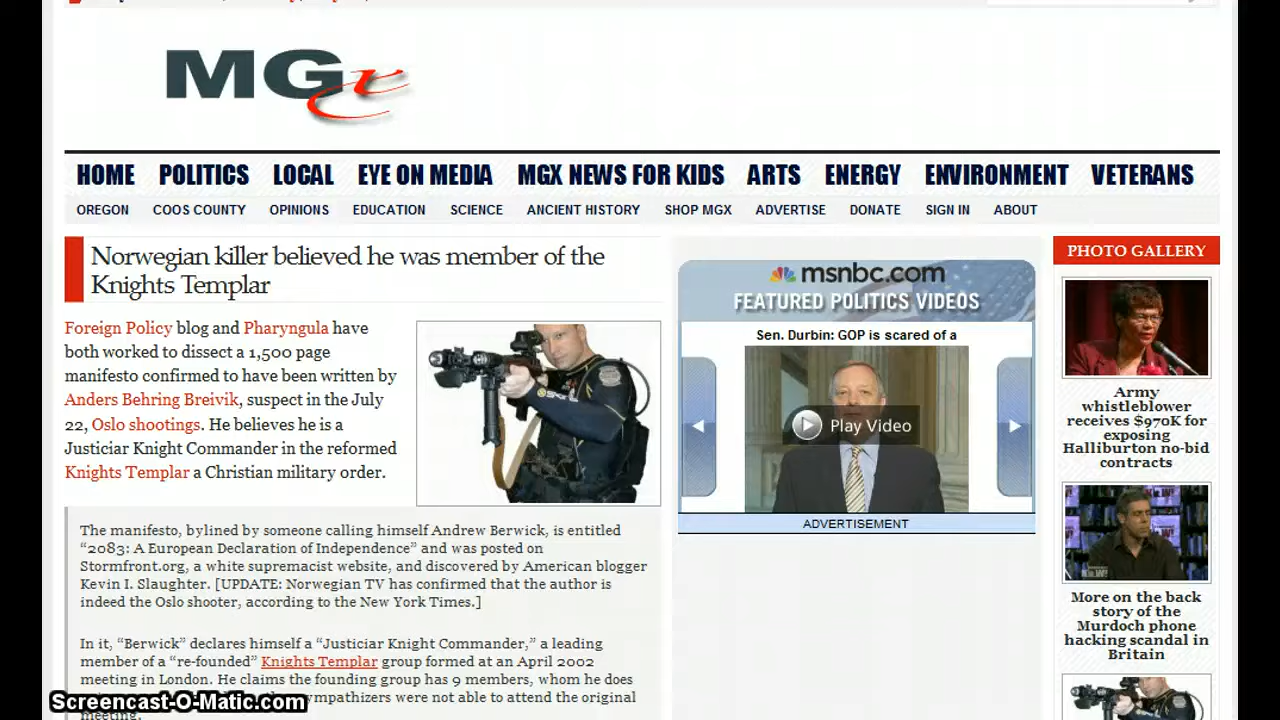 MGx
HOME POLITICS LOCAL EYE ON MEDIA MGX NEWS FOR KIDS ARTS ENERGY ENVIRONMENT VETERANS
OREGON COOS COUNTY OPINIONS EDUCATION SCIENCE ANCIENT HISTORY SHOP MGX ADVERTISE DONATE SIGN IN ABOUT
Norwegian killer believed he was member of the
Knights Templar
Foreign Policy blog and Pharyngula have
both worked to dissect a 1,500 page
manifesto confirmed to have been written by
Anders Behring Breivik, suspect in the July
22, Oslo shootings. He believes he is a
Justiciar Knight Commander in the reformed
Knights Templar a Christian military order.
The manifesto, bylined by someone calling himself Andrew Berwick, is entitled
“2083: A European Declaration of Independence” and was posted on
Stormfront.org, a white supremacist website, and discovered by American blogger
Kevin I. Slaughter. [UPDATE: Norwegian TV has confirmed that the author is
indeed the Oslo shooter, according to the New York Times.]
In it, “Berwick” declares himself a “Justiciar Knight Commander,” a leading
member of a “re-founded” Knights Templar group formed at an April 2002
meeting in London. He claims the founding group has 9 members, whom he does
sympathizers were not able to attend the original
meeting.
msnbc.com
FEATURED POLITICS VIDEOS
Sen. Durbin: GOP is scared of a
Play Video
ADVERTISEMENT
PHOTO GALLERY
Army
whistleblower
receives $970K for
exposing
Halliburton no-bid
contracts
More on the back
story of the
Murdoch phone
hacking scandal in
Britain
Screencast-O-Matic.com